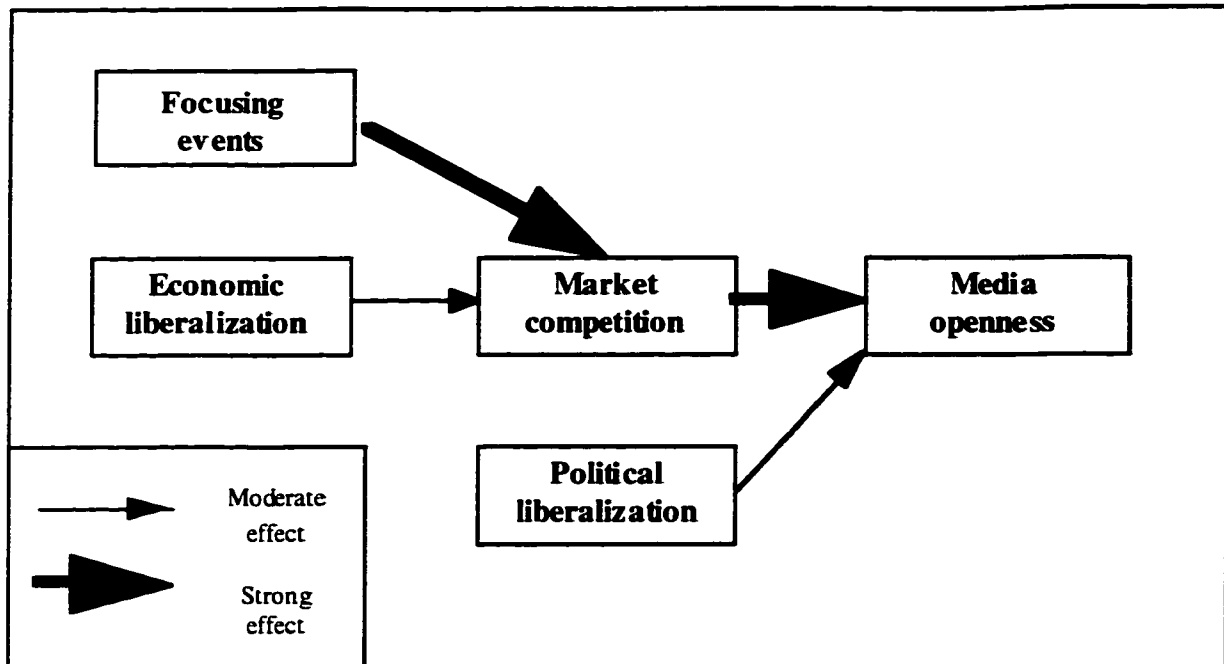 Focusing
events
Economic
liberalization
Market
competition
Media
openness
Political
liberalization
Moderate
effect
Strong
effect